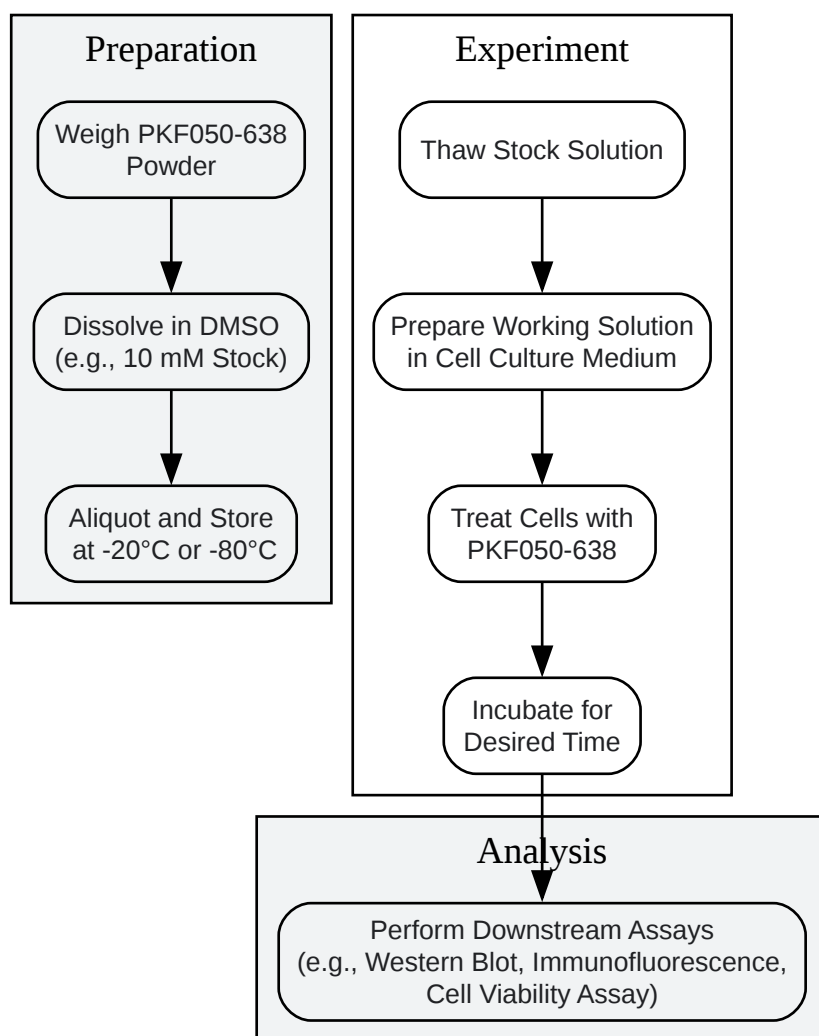 Preparation
Weigh PKF050-638
Powder
Dissolve in DMSO
(e.g., 10 mM Stock)
Aliquot and Store
at -20°C or -80°C
Experiment
Thaw Stock Solution
Prepare Working Solution
in Cell Culture Medium
Treat Cells with
PKF050-638
Incubate for
Desired Time
Analysis
Perform Downstream Assays
(e.g., Western Blot, Immunofluorescence,
Cell Viability Assay)